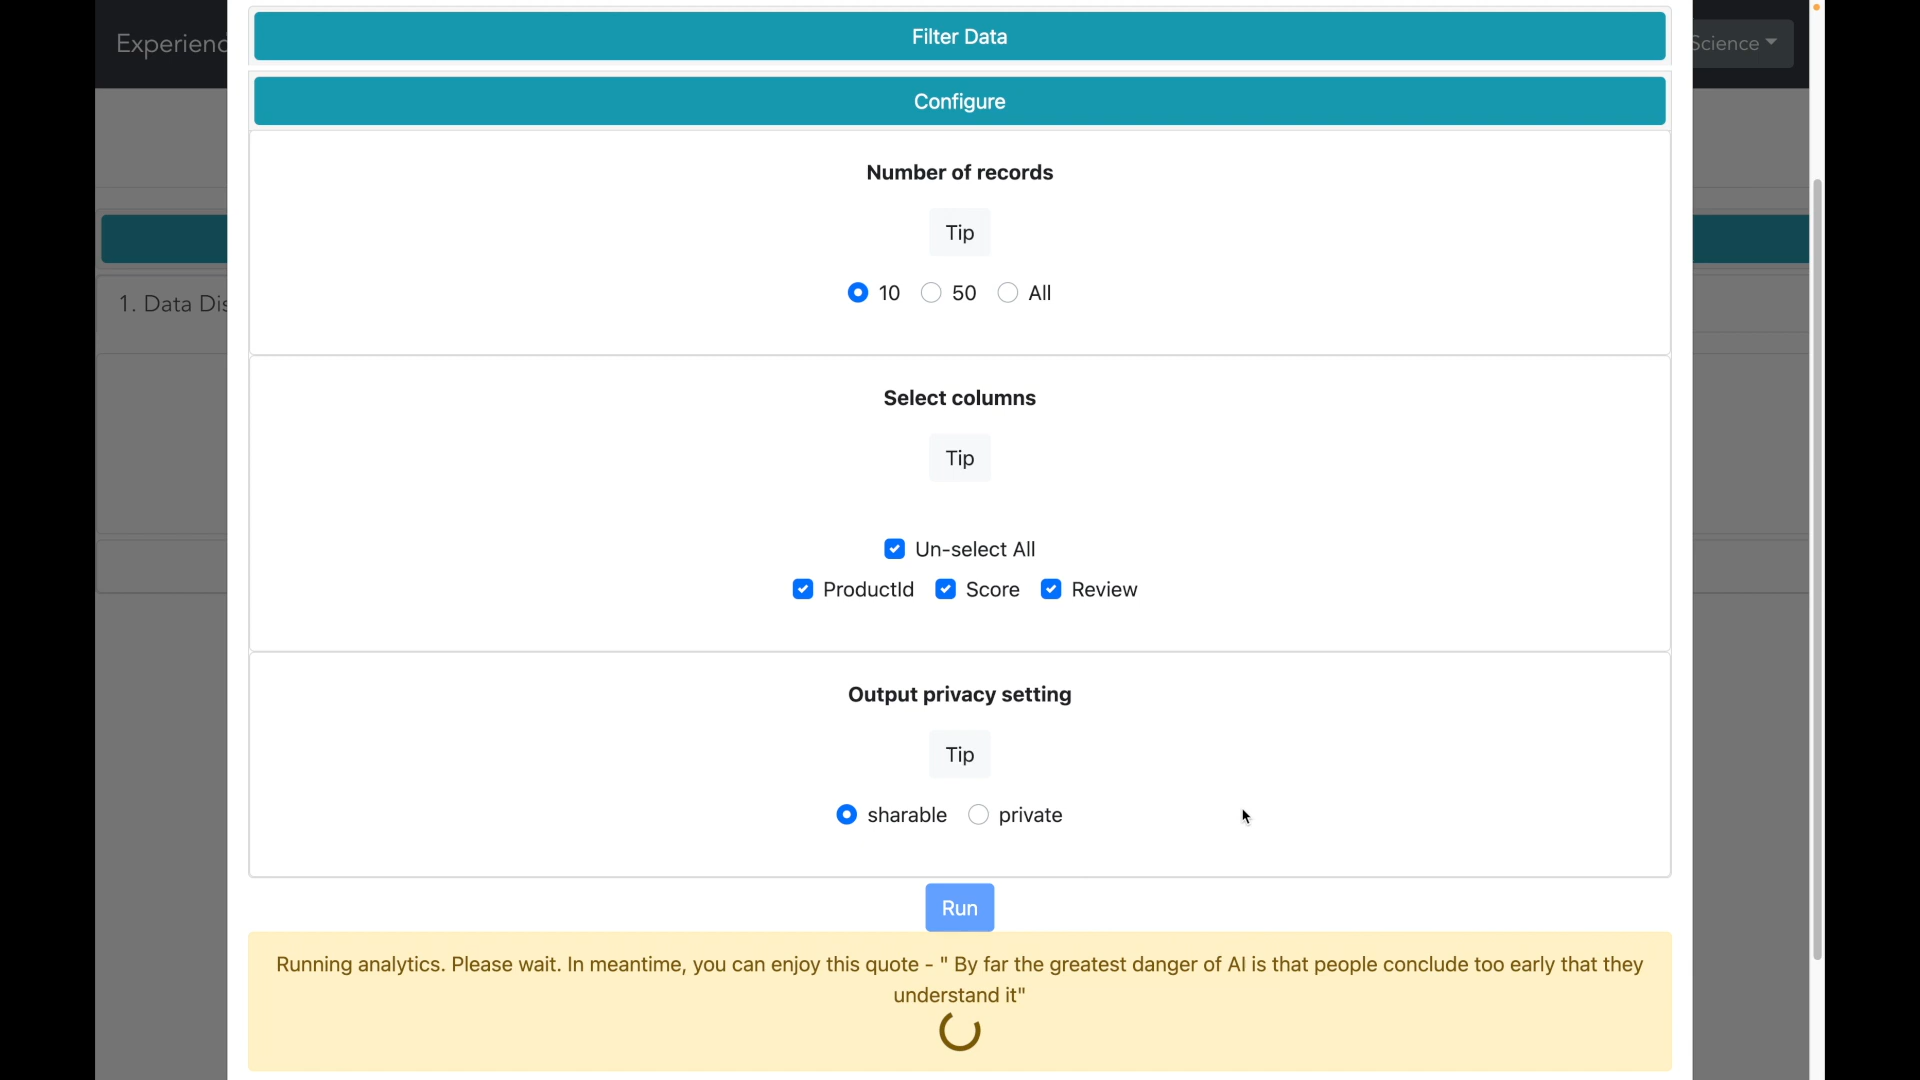 Experienc
Science
Filter Data
Configure
1. Data Dis
Number of records
Tip
10 50 All
Select columns
Tip
Un-select All
ProductId Score Review
Output privacy setting
Tip
sharable private
Run
Running analytics. Please wait. In meantime, you can enjoy this quote - " By far the greatest danger of AI is that people conclude too early that they
understand it"